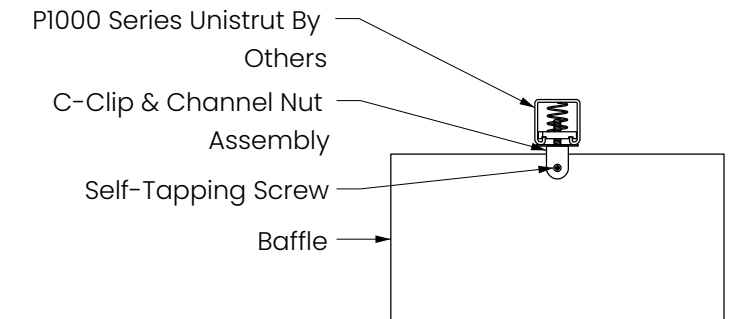 P1000 Series Unistrut By
Others
C-Clip & Channel Nut
Assembly
Self-Tapping Screw
Baffle